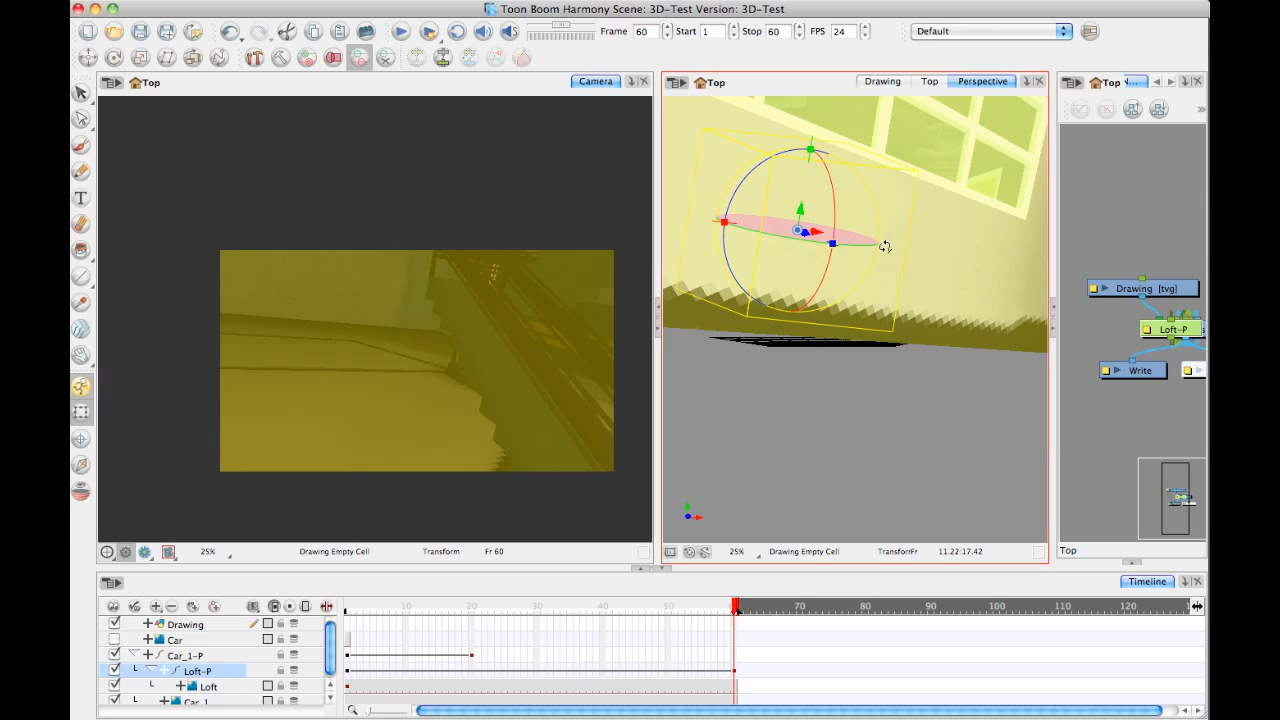 Toon Boom Harmony Scene: 3D-Test Version: 3D-Test
Frame 60 Start 1 Stop 60 FPS 24 Default
Top Camera
Top Drawing Top Perspective
Top
T
Drawing [tvg]
Loft-P
Write
25% Drawing Empty Cell Transform Fr 60
25% Drawing Empty Cell 11.22:17.42
Top
Timeline
10 20 30 40 50 70 80 90 100 110 120
Drawing
Car
Car_1-P
Loft-P
Loft
Car_1